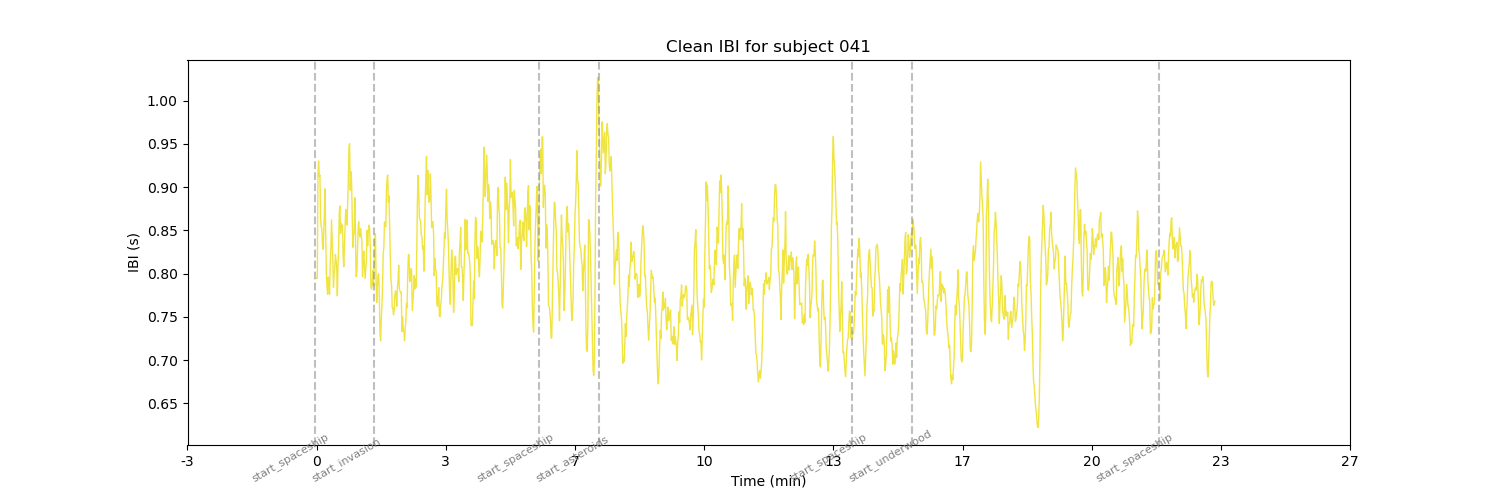 Clean IBI for subject 041
IBI (s)
1.00
0.95
0.90
0.85
0.80
0.75
0.70
0.65
-3 0 3 7 10 13 17 20 23 27
start_spaceship start_invasion start_spaceship start_asteroids start_spaceship start_underwood start_spaceship
Time (min)